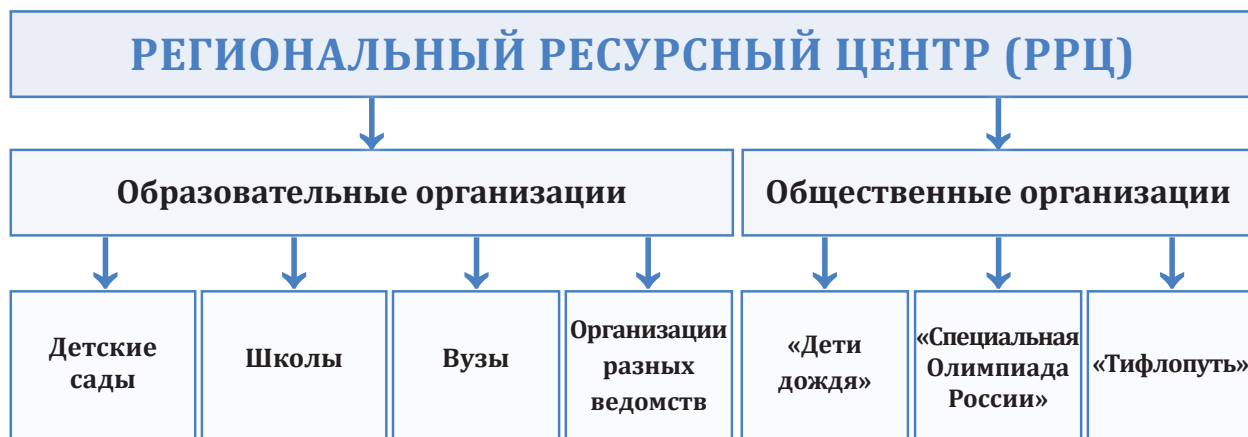 РЕГИОНАЛЬНЫЙ РЕСУРСНЫЙ ЦЕНТР (РРЦ)
Образовательные организации
Общественные организации
Детские
сады
Школы
Вузы
Организации
разных
ведомств
«Дети
дождя»
«Специальная
Олимпиада
России»
«Тифлопуть»